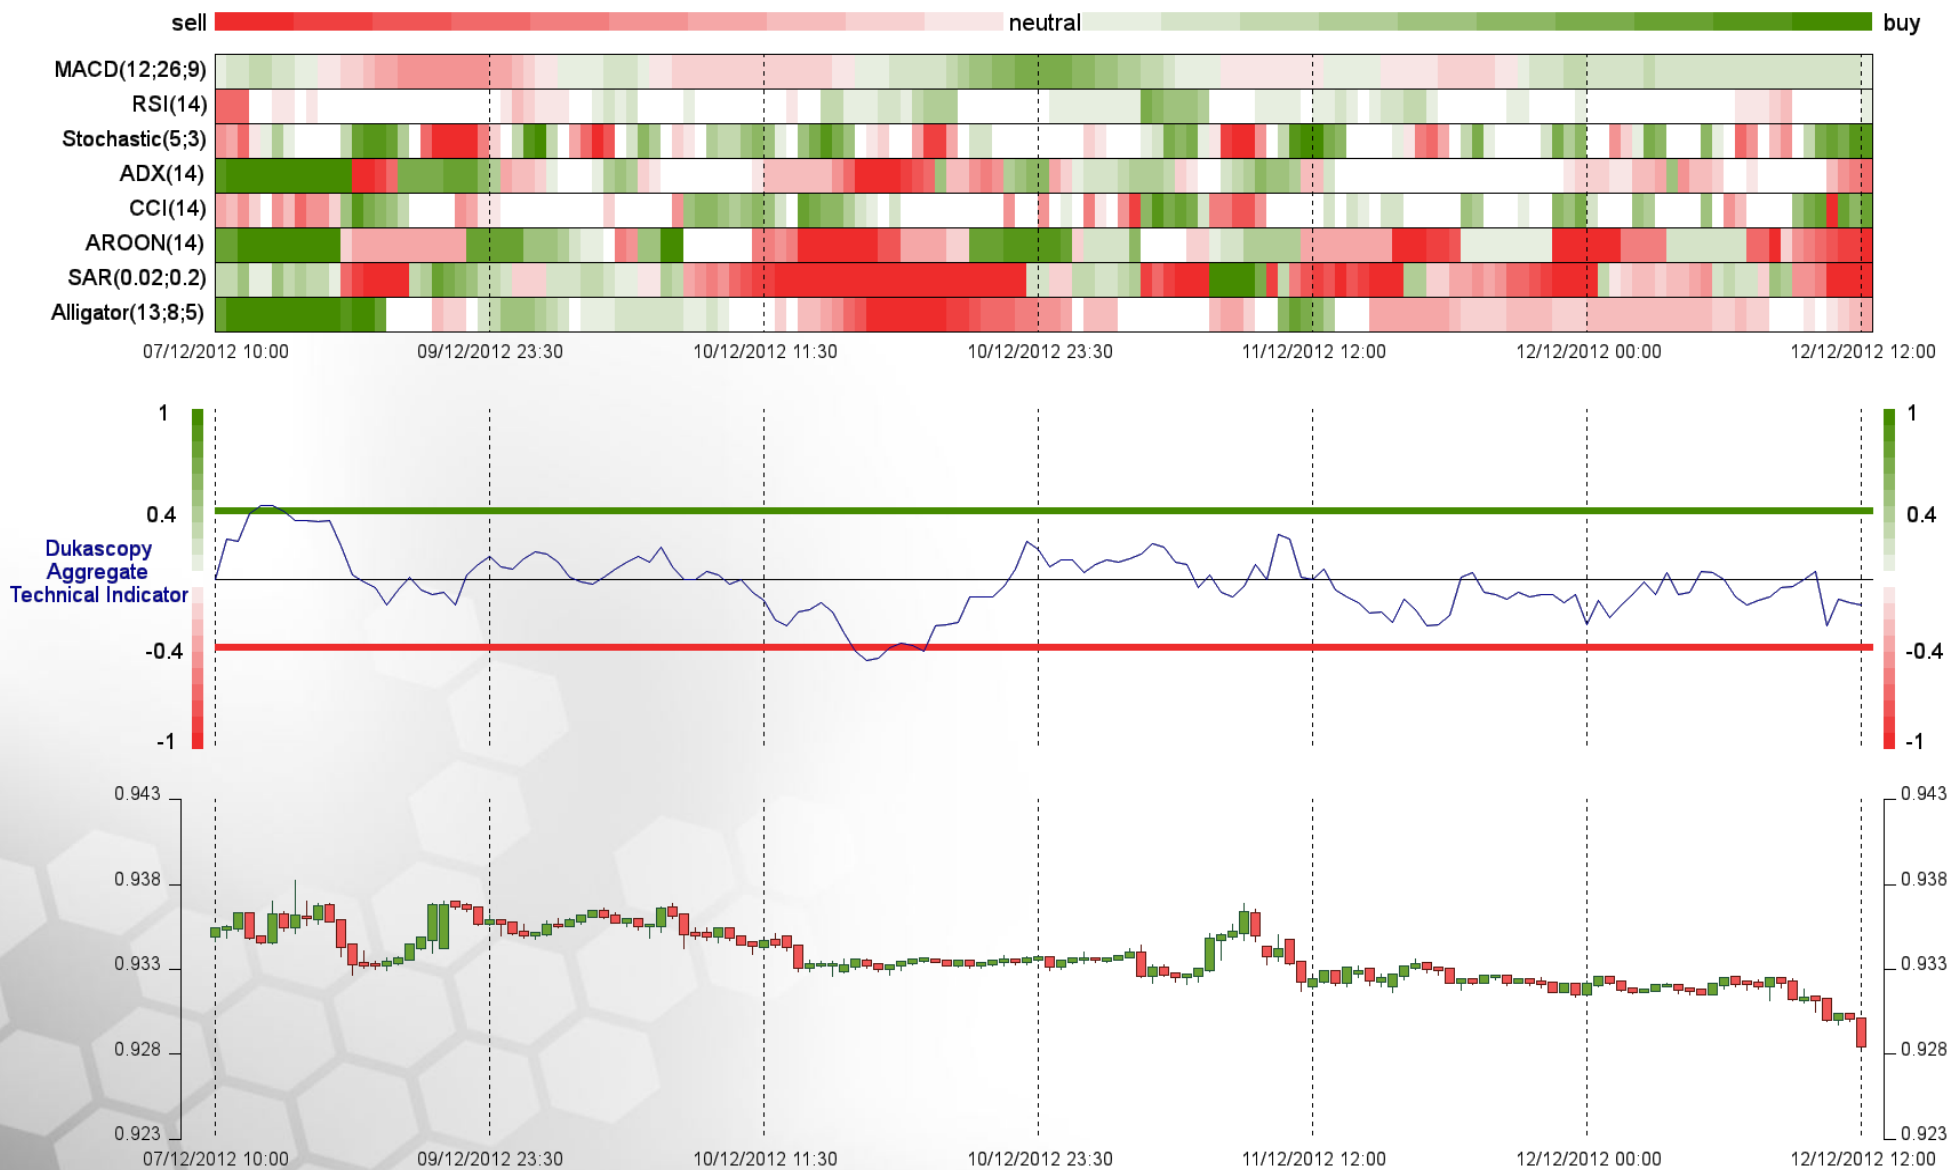 sell neutral buy
MACD(12;26;9)
RSI(14)
Stochastic(5;3)
ADX(14)
CCI(14)
AROON(14)
SAR(0.02;0.2)
Alligator(13;8;5)
07/12/2012 10:00 09/12/2012 23:30 10/12/2012 11:30 10/12/2012 23:30 11/12/2012 12:00 12/12/2012 00:00 12/12/2012 12:00
1 1
0.4 0.4
Dukascopy
Aggregate
Technical Indicator
-0.4 -0.4
-1 -1
0.943 0.943
0.938 0.938
0.933 0.933
0.928 0.928
0.923 0.923
07/12/2012 10:00 09/12/2012 23:30 10/12/2012 11:30 10/12/2012 23:30 11/12/2012 12:00 12/12/2012 00:00 12/12/2012 12:00